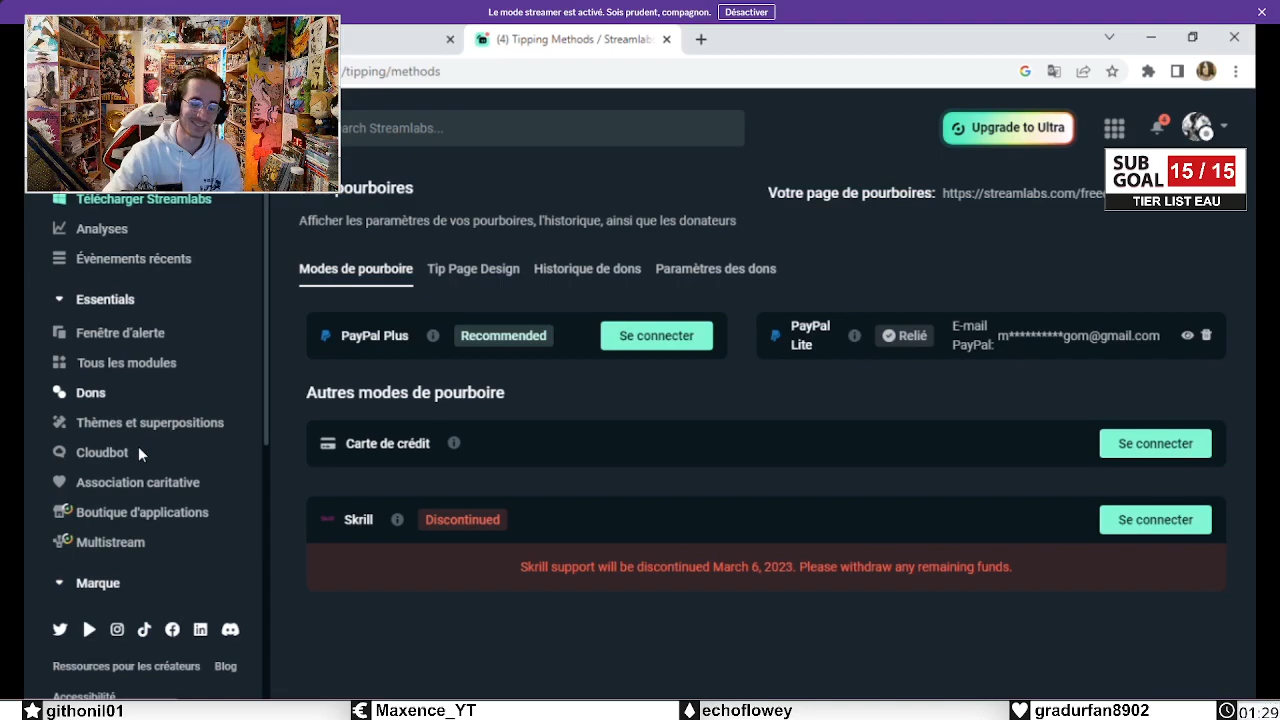 Le mode streamer est activé. Sois prudent, compagnon. Désactiver
(4) Tipping Methods / Streamlab
/tipping/methods
arch Streamlabs...
Upgrade to Ultra
4
SUB GOAL 15 / 15
TIER LIST EAU
pourboires
Votre page de pourboires: https://streamlabs.com/free
Afficher les paramètres de vos pourboires, l'historique, ainsi que les donateurs
Modes de pourboire Tip Page Design Historique de dons Paramètres des dons
Télécharger Streamlabs
Analyses
Évènements récents
Essentials
Fenêtre d'alerte
Tous les modules
Dons
Thèmes et superpositions
Cloudbot
Association caritative
Boutique d'applications
Multistream
Marque
Ressources pour les créateurs Blog
Accessibilité
PayPal Plus Recommended Se connecter
PayPal Lite Relié E-mail PayPal: m**********gom@gmail.com
Autres modes de pourboire
Carte de crédit Se connecter
Skrill Discontinued Se connecter
Skrill support will be discontinued March 6, 2023. Please withdraw any remaining funds.
githonil01 Maxence_YT echoflowey gradurfan8902 01:29